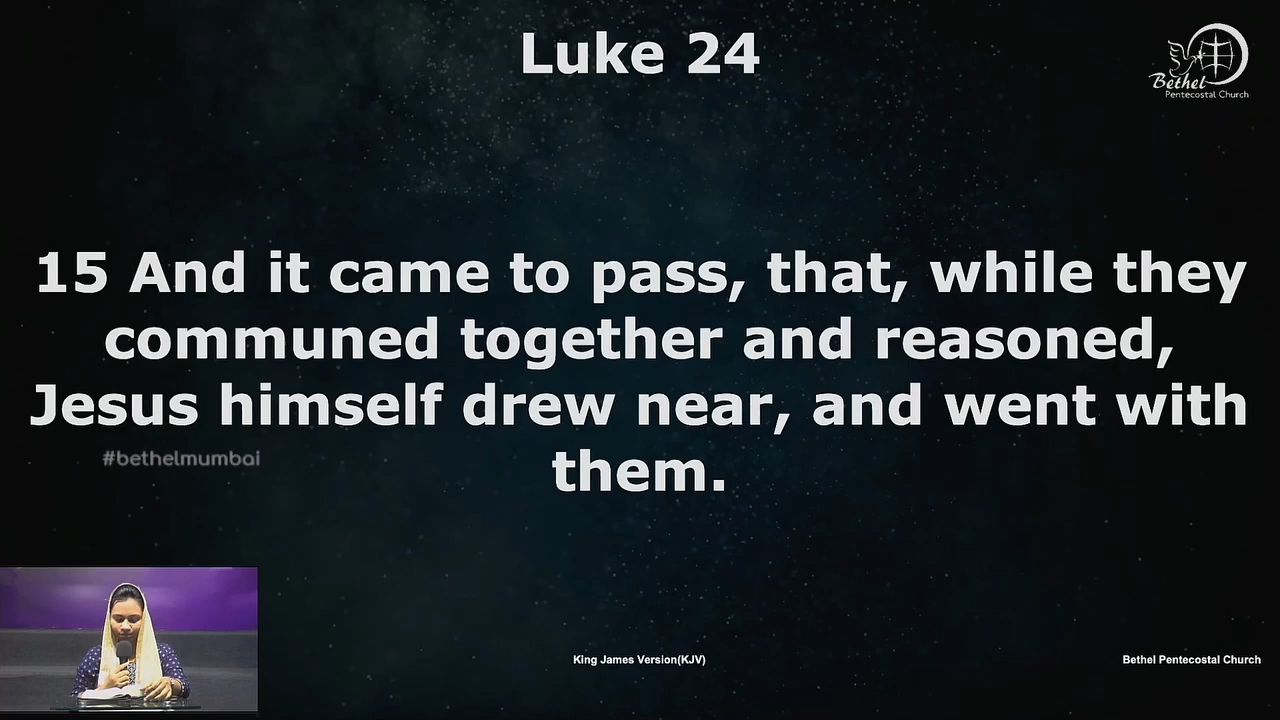 Luke 24
Bethel
Pentecostal Church
15 And it came to pass, that, while they
communed together and reasoned,
Jesus himself drew near, and went with
them.
#bethelmumbai
King James Version(KJV)
Bethel Pentecostal Church